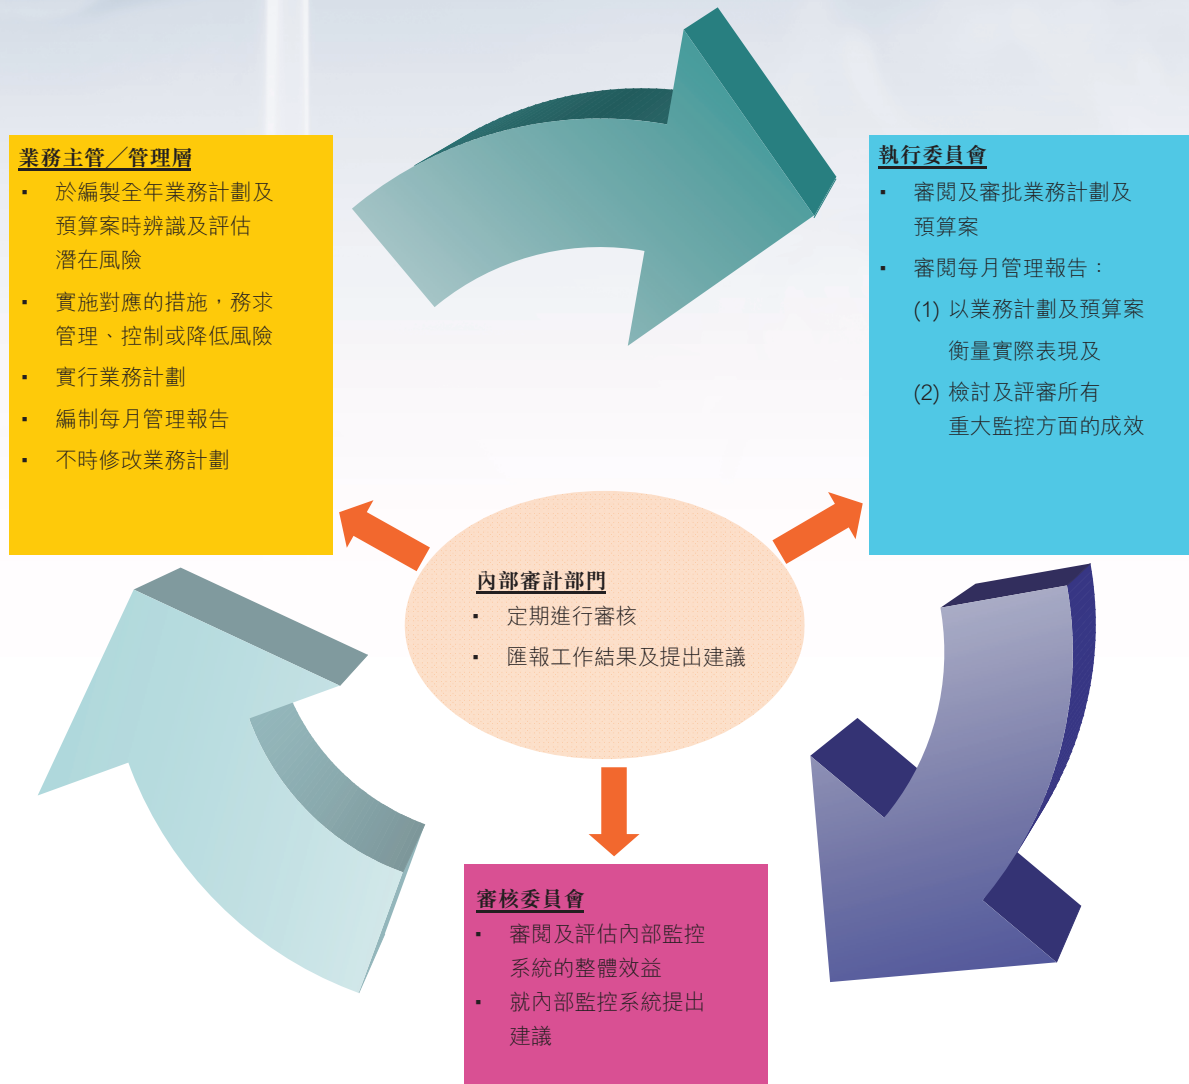 業務主管／管理層
▪ 於編製全年業務計劃及
預算案時辨識及評估
潛在風險
▪ 實施對應的措施，務求
管理、控制或降低風險
▪ 實行業務計劃
▪ 編制每月管理報告
▪ 不時修改業務計劃
執行委員會
▪ 審閱及審批業務計劃及
預算案
▪ 審閱每月管理報告：
(1) 以業務計劃及預算案
衡量實際表現及
(2) 檢討及評審所有
重大監控方面的成效
內部審計部門
▪ 定期進行審核
▪ 匯報工作結果及提出建議
審核委員會
▪ 審閱及評估內部監控
系統的整體效益
▪ 就內部監控系統提出
建議